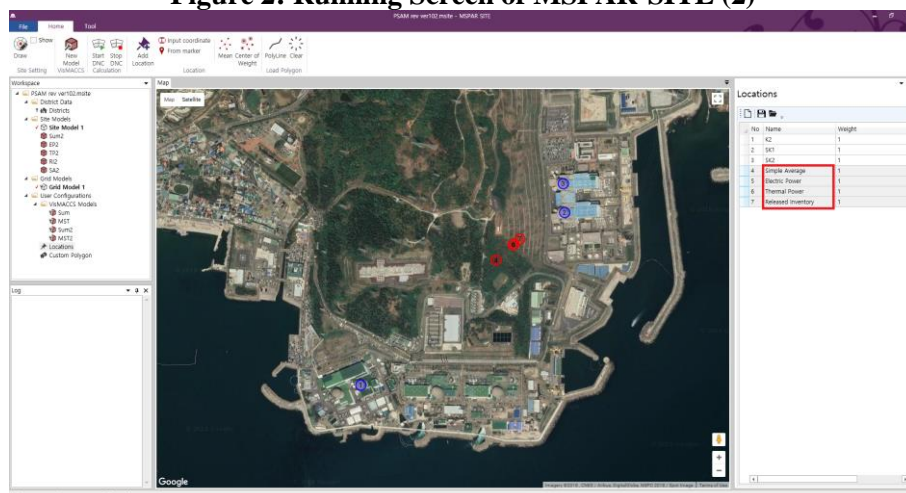 Figure 2: Running Screen of MSPAR-SITE (2)
PSAM rev ver102.msite - MSPAR SITE
File Home Tool
Draw
Show
New Model
Start DNC
Stop DNC
Add Location
Input coordinate
From marker
Mean
Center of Weight
PolyLine
Clear
Site Setting VisMACCS Calculation Location Load Polygon
Workspace
PSAM rev ver102.msite
District Data
Districts
Site Models
Site Model 1
Sum2
EP2
TP2
RI2
SA2
Grid Models
Grid Model 1
User Configurations
VisMACCS Models
Sum
MST
Sum2
MST2
Locations
Custom Polygon
Log
Map
Map Satellite
Google
Locations
No Name Weight
1 K2 1
2 SK1 1
3 SK2 1
4 Simple Average 1
5 Electric Power 1
6 Thermal Power 1
7 Released Inventory 1